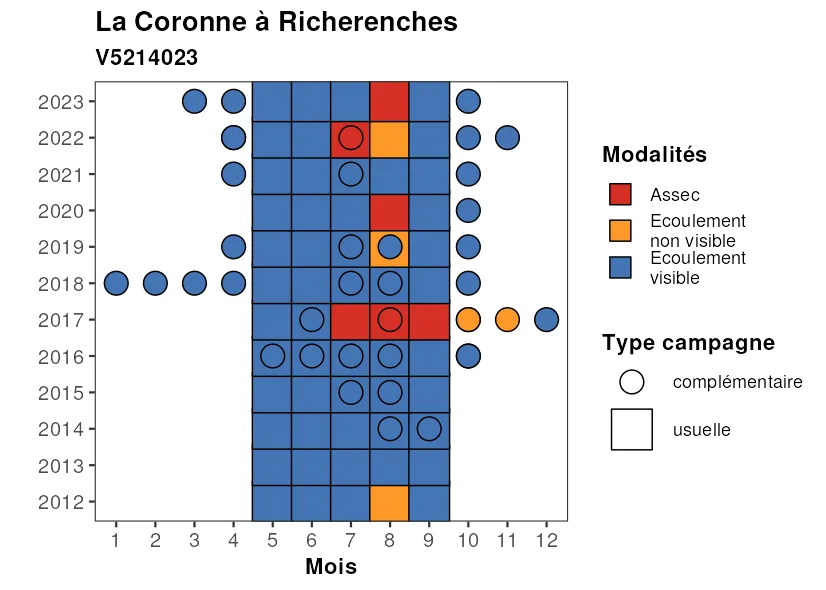 La Coronne à Richerenches
V5214023
2023
2022
2021
2020
2019
2018
2017
2016
2015
2014
2013
2012
1 2 3 4 5 6 7 8 9 10 11 12
Mois
Modalités
Assec
Ecoulement
non visible
Ecoulement
visible
Type campagne
complémentaire
usuelle